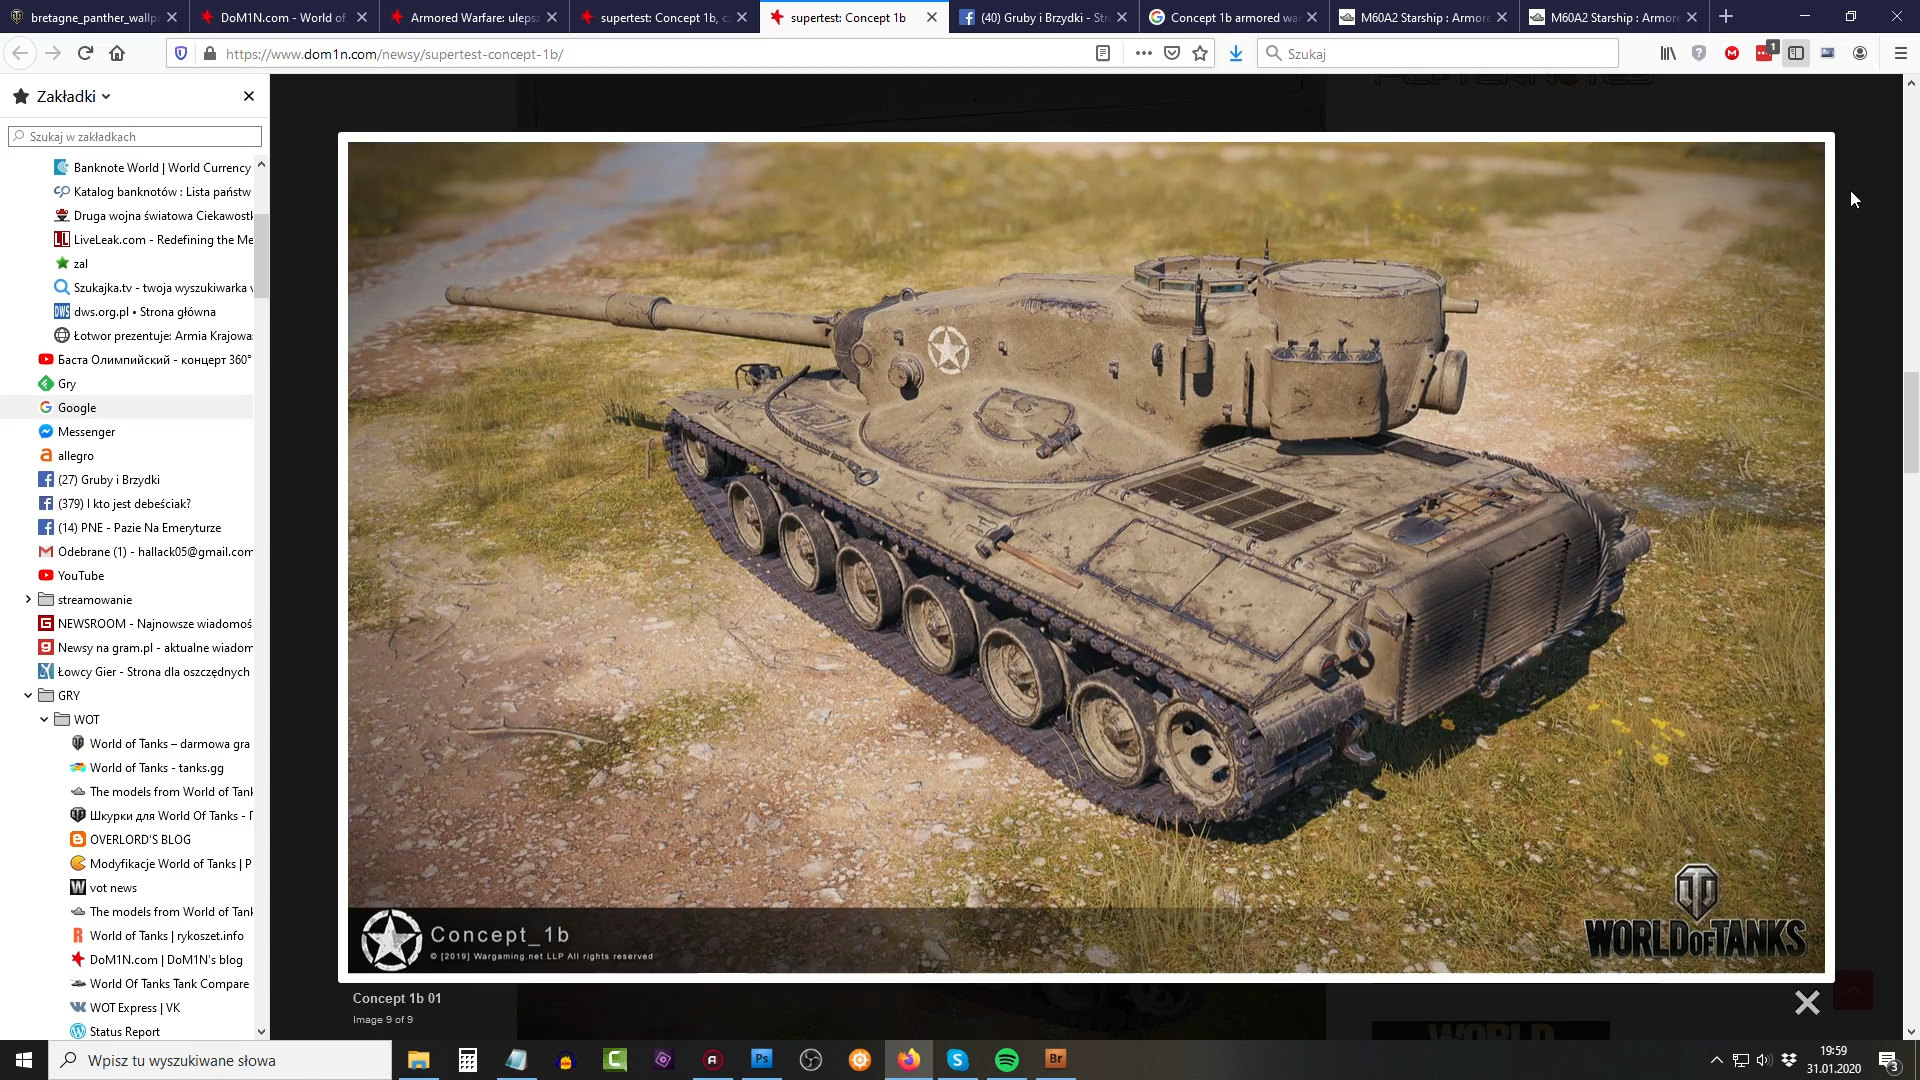 bretagne_panther_wallp
DoM1N.com - World of
Armored Warfare: uleps
supertest: Concept 1b, c
supertest: Concept 1b
(40) Gruby i Brzydki - Str
Concept 1b armored wa
M60A2 Starship : Armore
M60A2 Starship : Armore
https://www.dom1n.com/newsy/supertest-concept-1b/
Szukaj
1
Zakładki
Szukaj w zakładkach
Banknote World | World Currency
Katalog banknotów : Lista państw
Druga wojna światowa Ciekawostk
LiveLeak.com - Redefining the Me
zal
Szukajka.tv - twoja wyszukiwarka v
dws.org.pl • Strona główna
Łotwor prezentuje: Armia Krajowa:
Баста Олимпийский - концерт 360°
Gry
Google
Messenger
allegro
(27) Gruby i Brzydki
(379) I kto jest debeściak?
(14) PNE - Pazie Na Emeryturze
Odebrane (1) - hallack05@gmail.com
YouTube
streamowanie
NEWSROOM - Najnowsze wiadomoś
Newsy na gram.pl - aktualne wiadom
Łowcy Gier - Strona dla oszczędnych
GRY
WOT
World of Tanks – darmowa gra
World of Tanks - tanks.gg
The models from World of Tank
Шкурки для World Of Tanks - Г
OVERLORD'S BLOG
Modyfikacje World of Tanks | P
vot news
The models from World of Tank
World of Tanks | rykoszet.info
DoM1N.com | DoM1N's blog
World Of Tanks Tank Compare
WOT Express | VK
Status Report
Concept_1b
© [2019] Wargaming.net LLP All rights reserved
WORLD OF TANKS
Concept 1b 01
Image 9 of 9
WORLD
Wpisz tu wyszukiwane słowa
Ps
Br
19:59
31.01.2020
3